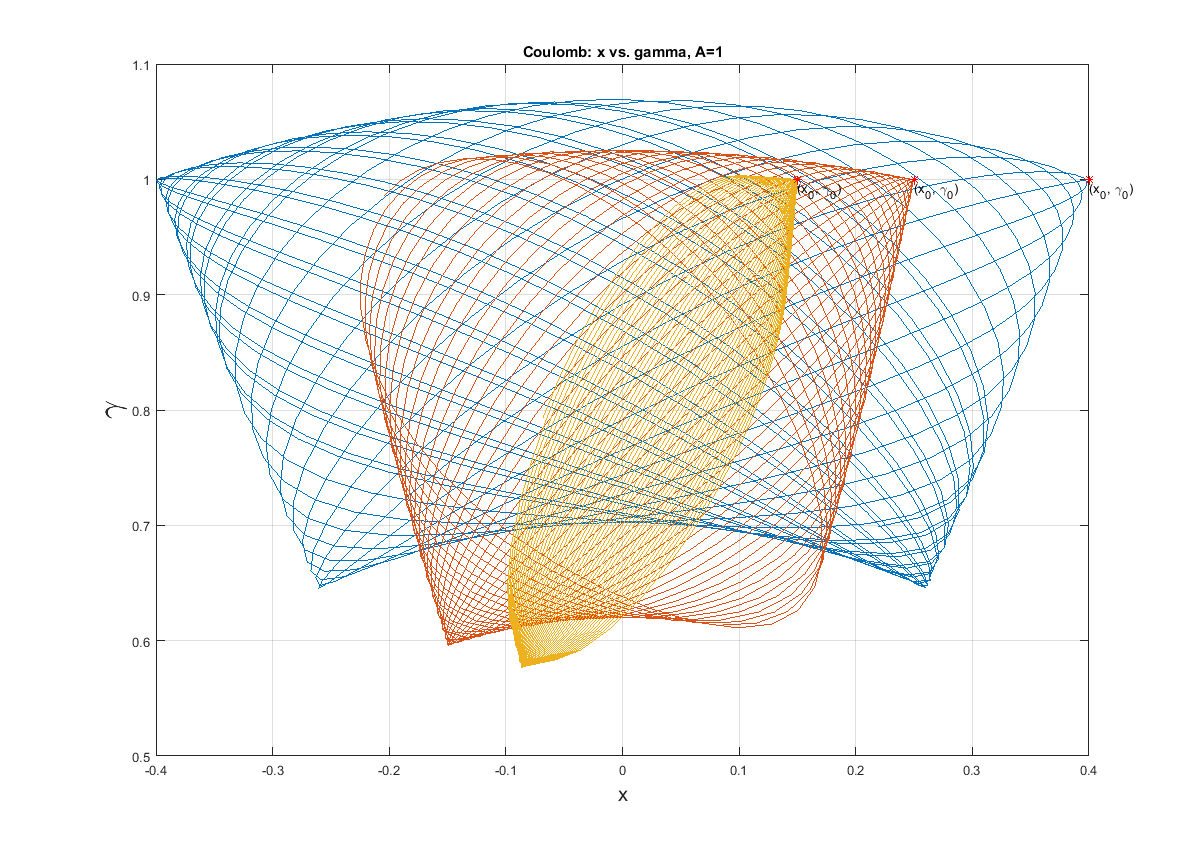 Coulomb: x vs. gamma, A=1
1.1
1
0.9
0.8
0.7
0.6
0.5
γ
(x0, γ0)
(x0, γ0)
(x0, γ0)
-0.4
-0.3
-0.2
-0.1
0
0.1
0.2
0.3
0.4
x